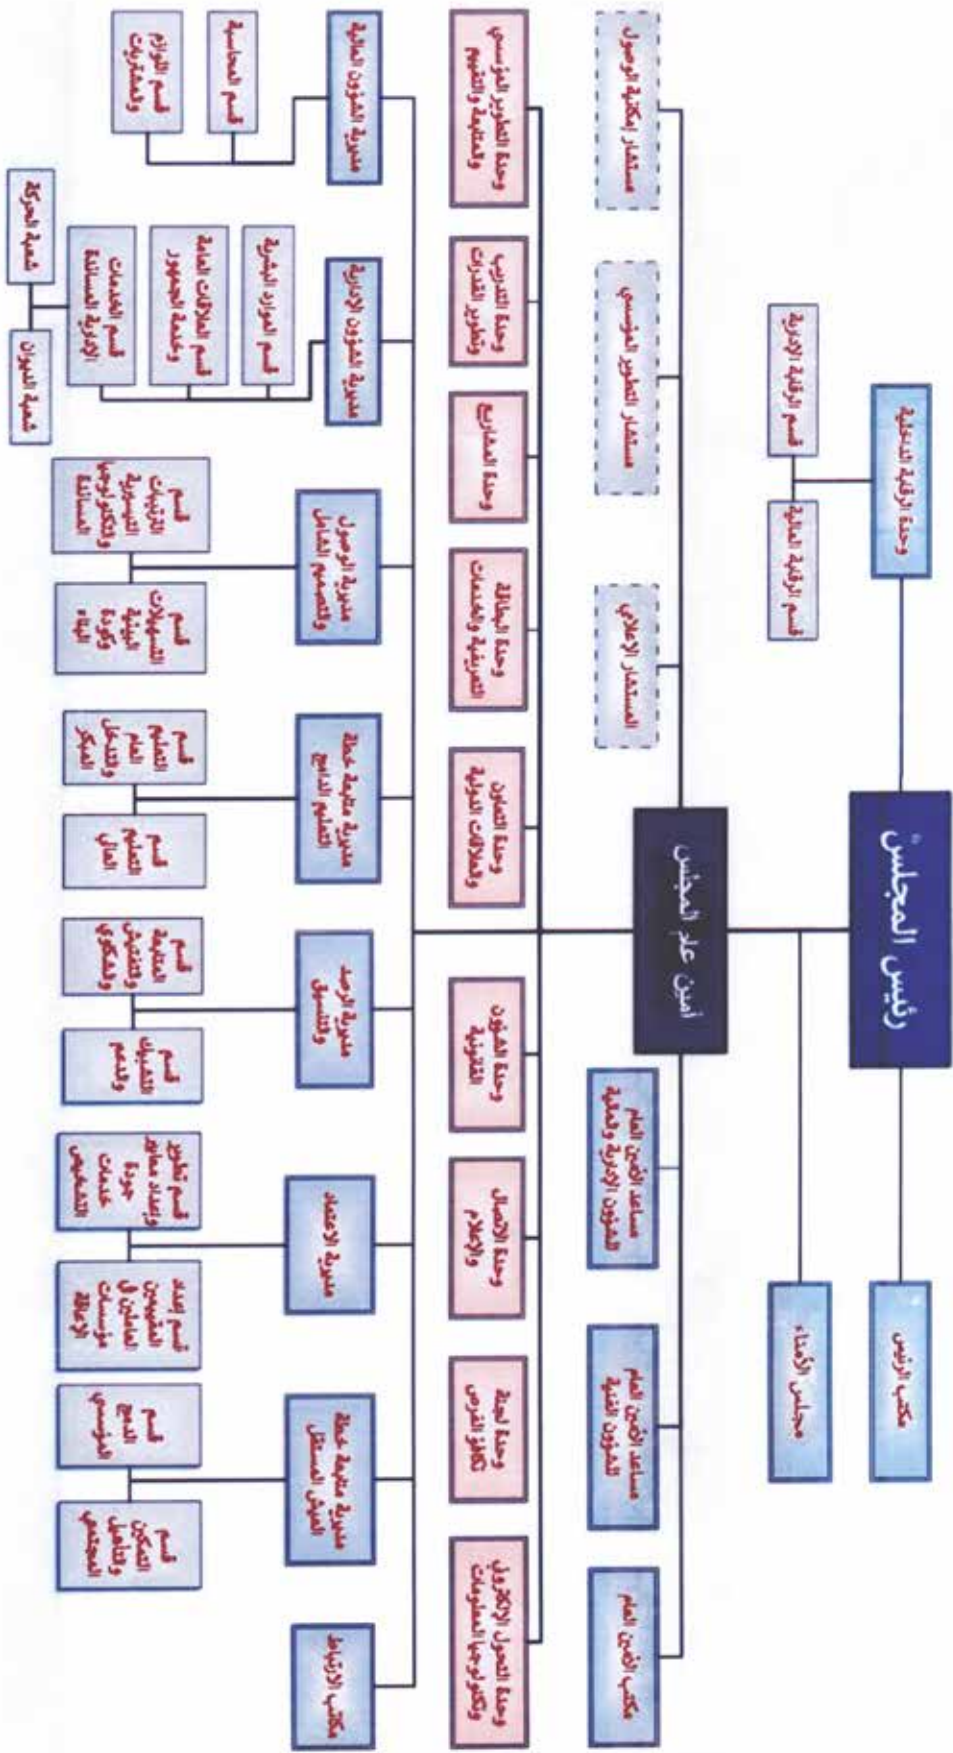 رئيس المجلس
مكتب الرئيس
مجلس الأمناء
وحدة الرقابة الداخلية
قسم الرقابة المالية
قسم الرقابة الإدارية
أمين عام المجلس
مكتب الأمين العام
مساعد الأمين العام
للشؤون الفنية
مساعد الأمين العام
للشؤون الإدارية والمالية
المستشار الإعلامي
مستشار التطوير المؤسسي
مستشار إمكانية الوصول
وحدة التحول الإلكتروني
وتكنولوجيا المعلومات
وحدة لجنة
تكافؤ الفرص
وحدة الاتصال
والإعلام
وحدة الشؤون
القانونية
وحدة التعاون
والعلاقات الدولية
وحدة البطاقة
التعريفية والخدمات
وحدة المشاريع
وحدة التدريب
وتطوير القدرات
وحدة التطوير المؤسسي
والمتابعة والتقييم
مكاتب الارتباط
مديرية متابعة خطة
العيش المستقل
قسم
التمكين
والتأهيل
المجتمعي
قسم
الدمج
المؤسسي
مديرية الاعتماد
قسم إعداد
المقيمين
العاملين في
مؤسسات
الإعاقة
قسم تطوير
وإعداد معايير
جودة
خدمات
التشخيص
مديرية الرصد
والتنسيق
قسم
التشبيك
والدعم
قسم
المتابعة
والتفتيش
والشكاوي
مديرية متابعة خطة
التعليم الدامج
قسم
التعليم
العالي
قسم
التعليم
العام
والتدخل
المبكر
مديرية الوصول
والتصميم الشامل
قسم
التسهيلات
البيئية
وكودة
البناء
قسم
الترتيبات
التيسيرية
والتكنولوجيا
المساندة
مديرية الشؤون الإدارية
قسم الموارد البشرية
قسم العلاقات العامة
وخدمة الجمهور
قسم الخدمات
الإدارية المساندة
شعبة الديوان
شعبة الحركة
مديرية الشؤون المالية
قسم المحاسبة
قسم اللوازم
والمشتريات